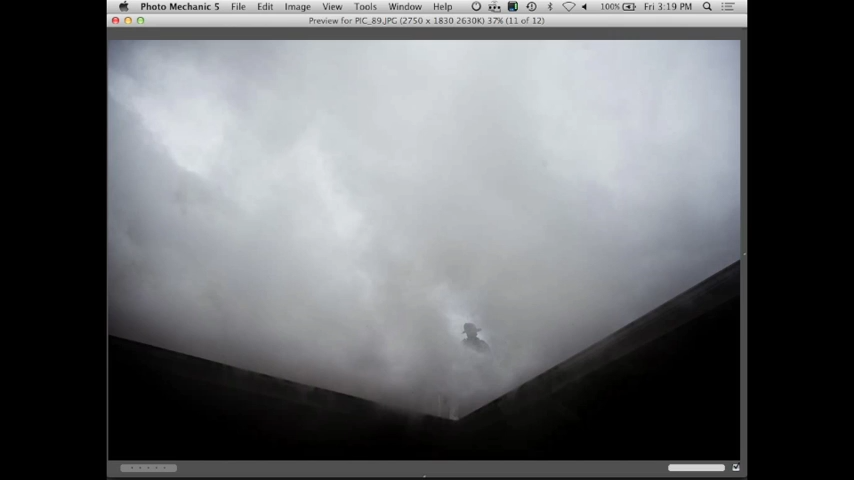 Photo Mechanic 5 File Edit Image View Tools Window Help 100% Fri 3:19 PM
Preview for PIC_89.JPG (2750 x 1830 2630K) 37% (11 of 12)